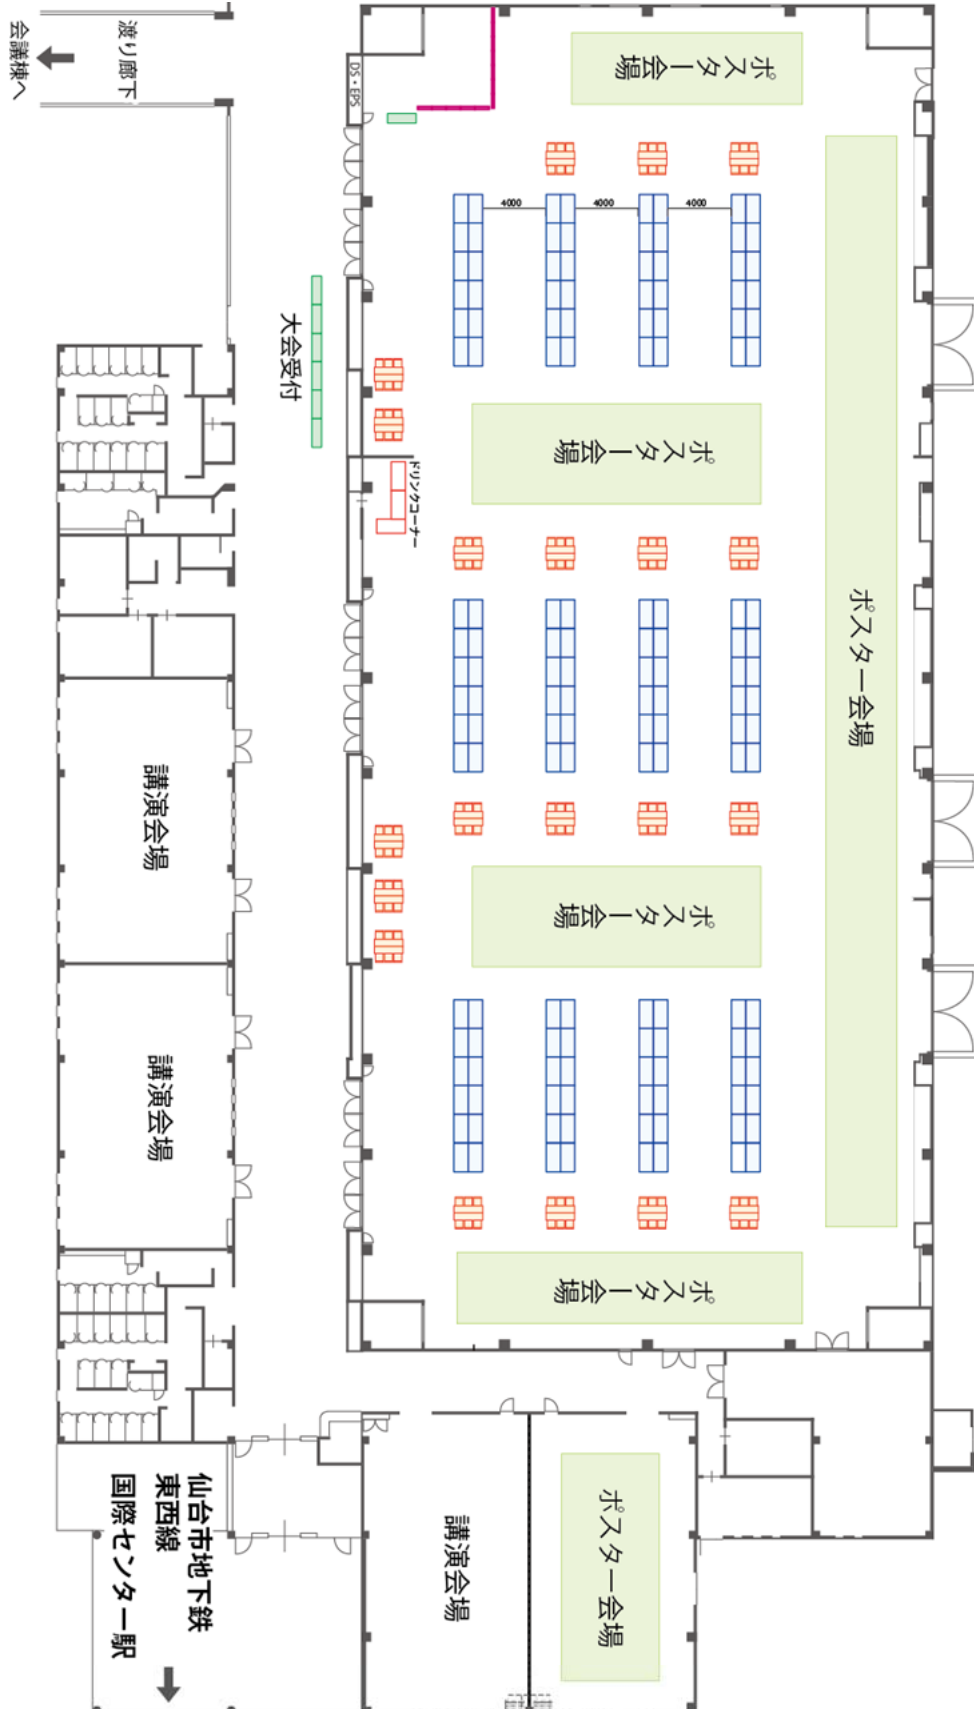 会議棟へ
渡り廊下
DS・EPS
ポスター会場
4000
4000
4000
大会受付
ポスター会場
ドリンクコーナー
ポスター会場
講演会場
ポスター会場
講演会場
ポスター会場
仙台市地下鉄
東西線
国際センター駅
講演会場
ポスター会場